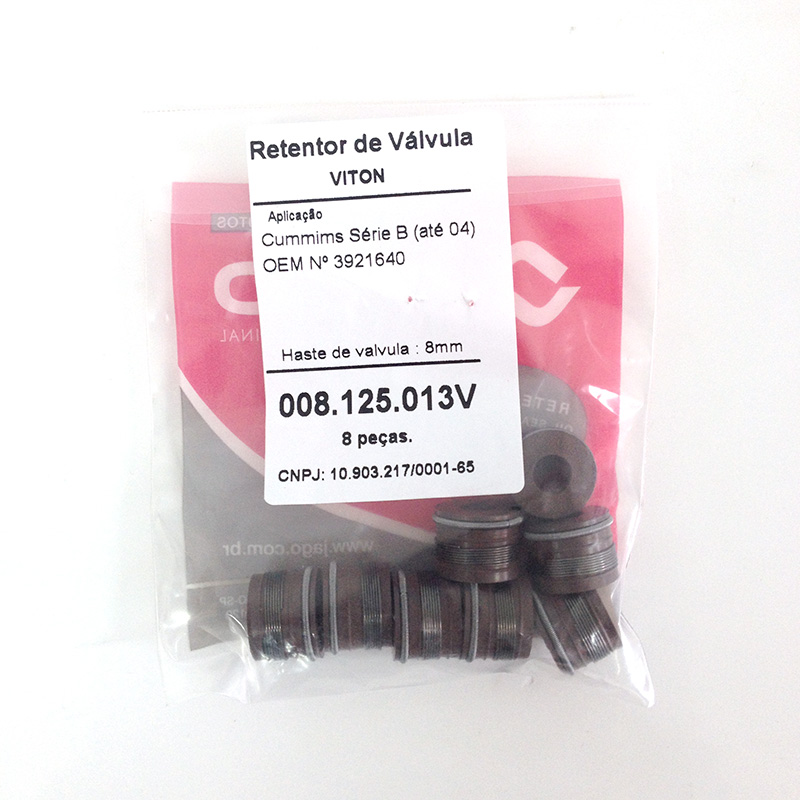 Retentor de Válvula
VITON
Aplicação
Cummims Série B (até 04)
OEM Nº 3921640
Haste de valvula : 8mm
008.125.013V
8 peças.
CNPJ: 10.903.217/0001-65
www.jago.com.br